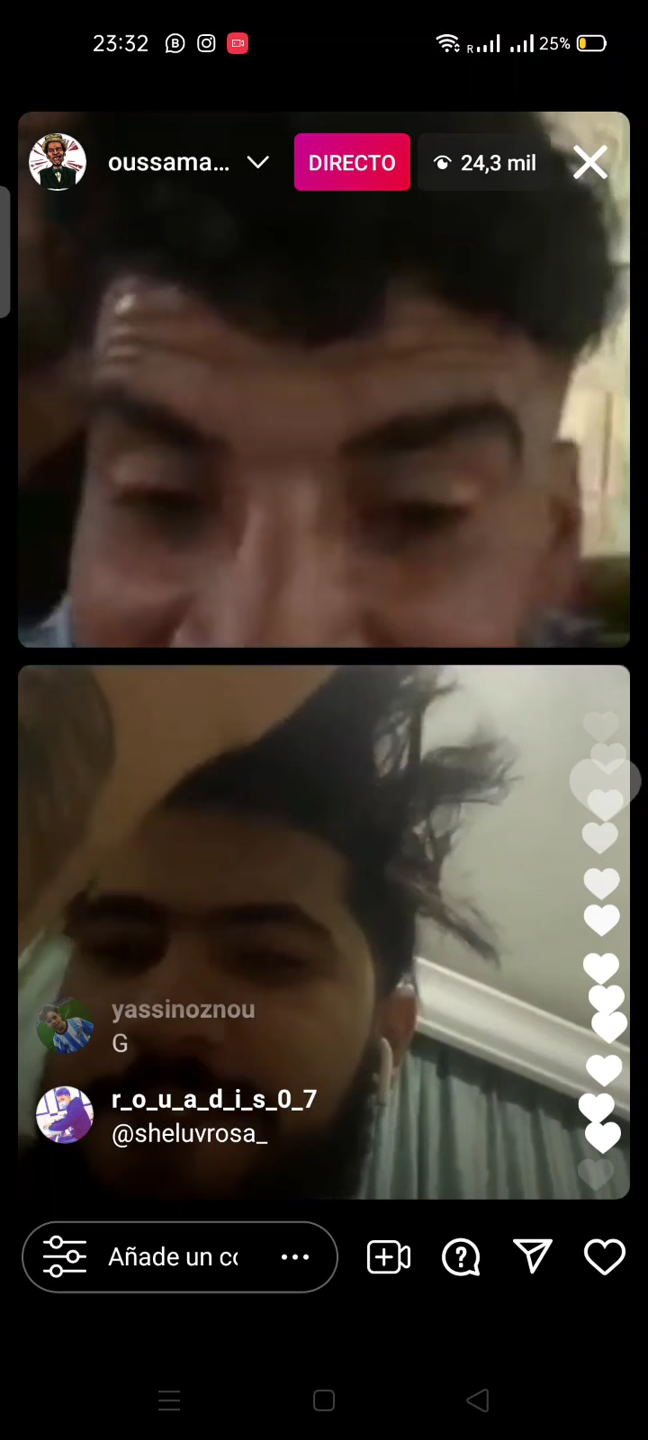 23:32
R
25%
oussama...
DIRECTO
24,3 mil
yassinoznou
G
r_o_u_a_d_i_s_0_7
@sheluvrosa_
Añade un co